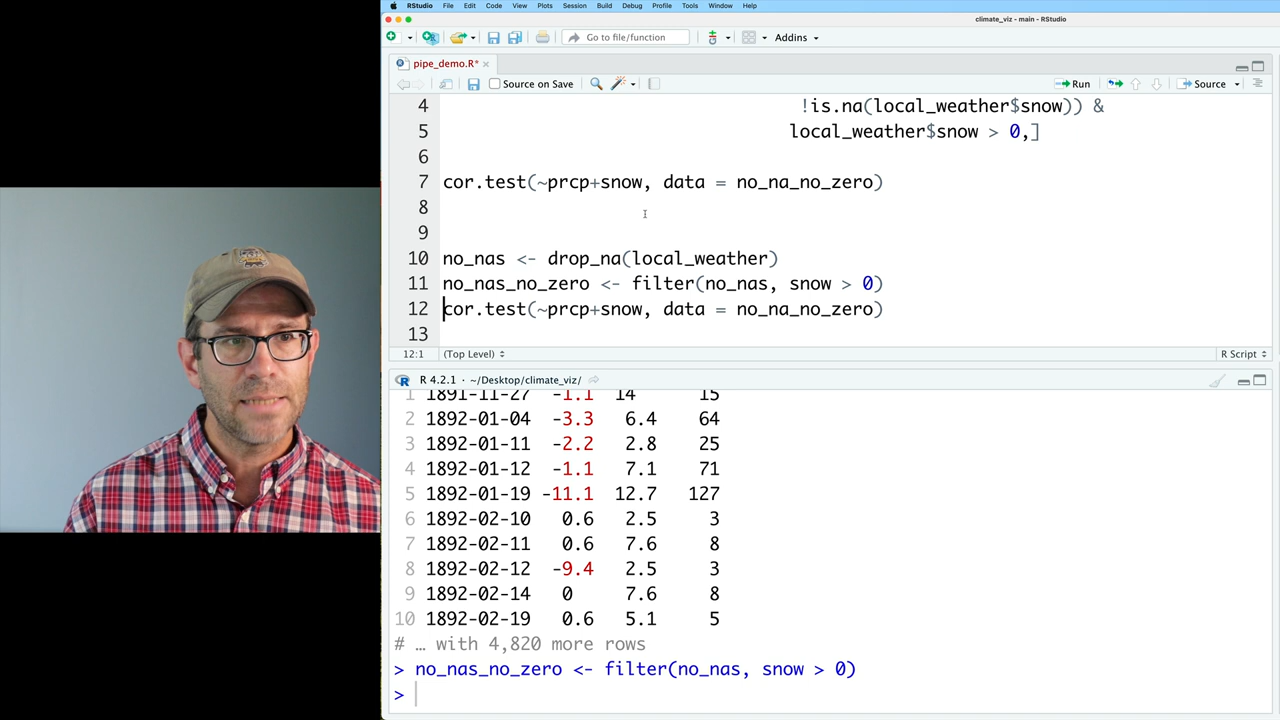 RStudio File Edit Code View Plots Session Build Debug Profile Tools Window Help
climate_viz - main - RStudio
Go to file/function Addins
pipe_demo.R*
Source on Save Run Source
4 !is.na(local_weather$snow)) &
5 local_weather$snow > 0,]
6
7 cor.test(~prcp+snow, data = no_na_no_zero)
8
9
10 no_nas <- drop_na(local_weather)
11 no_nas_no_zero <- filter(no_nas, snow > 0)
12 cor.test(~prcp+snow, data = no_na_no_zero)
13
12:1 (Top Level) R Script
R 4.2.1 · ~/Desktop/climate_viz/
1 1891-11-27 -1.1 14 15
2 1892-01-04 -3.3 6.4 64
3 1892-01-11 -2.2 2.8 25
4 1892-01-12 -1.1 7.1 71
5 1892-01-19 -11.1 12.7 127
6 1892-02-10 0.6 2.5 3
7 1892-02-11 0.6 7.6 8
8 1892-02-12 -9.4 2.5 3
9 1892-02-14 0 7.6 8
10 1892-02-19 0.6 5.1 5
# … with 4,820 more rows
> no_nas_no_zero <- filter(no_nas, snow > 0)
>